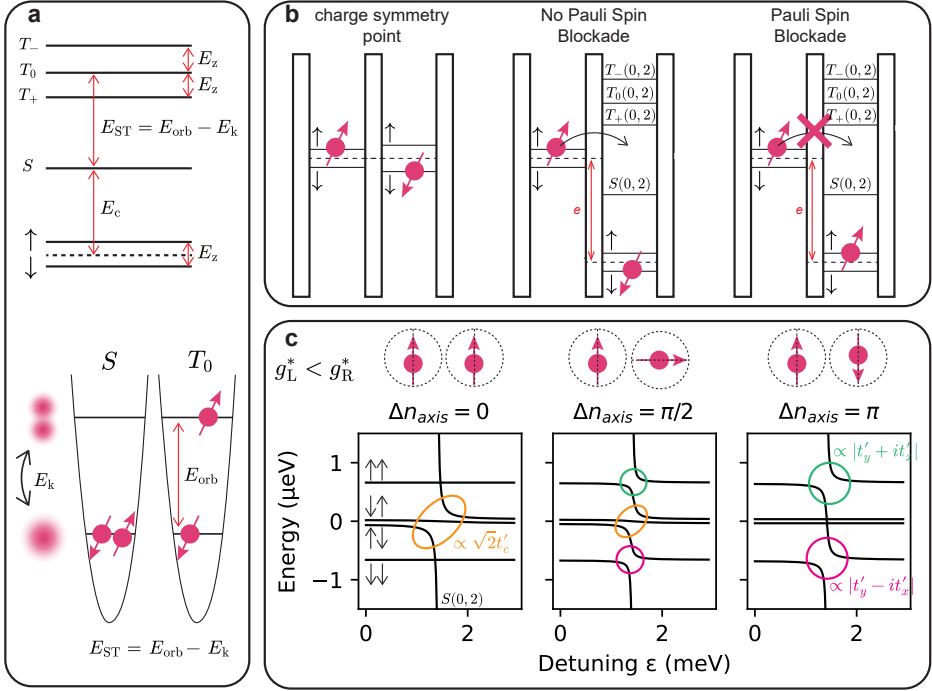 a
T₋
T₀
T₊
E_z
E_z
E_ST = E_orb − E_k
S
E_c
↑
↓
E_z
S
T₀
E_k
E_orb
E_ST = E_orb − E_k
b
charge symmetry
point
No Pauli Spin
Blockade
Pauli Spin
Blockade
↑
↓
↑
↓
↑
↓
T₋(0, 2)
T₀(0, 2)
T₊(0, 2)
S(0, 2)
e
↑
↓
↑
↓
T₋(0, 2)
T₀(0, 2)
T₊(0, 2)
S(0, 2)
e
↑
↓
c
g*_L < g*_R
Δn_axis = 0
Δn_axis = π/2
Δn_axis = π
Energy (μeV)
1
0
−1
↑↑
↑↓
↑↓
↓↓
∝ √2t′_c
S(0, 2)
∝ |t′_y + it′_x|
∝ |t′_y − it′_x|
0
2
0
2
0
2
Detuning ε (meV)